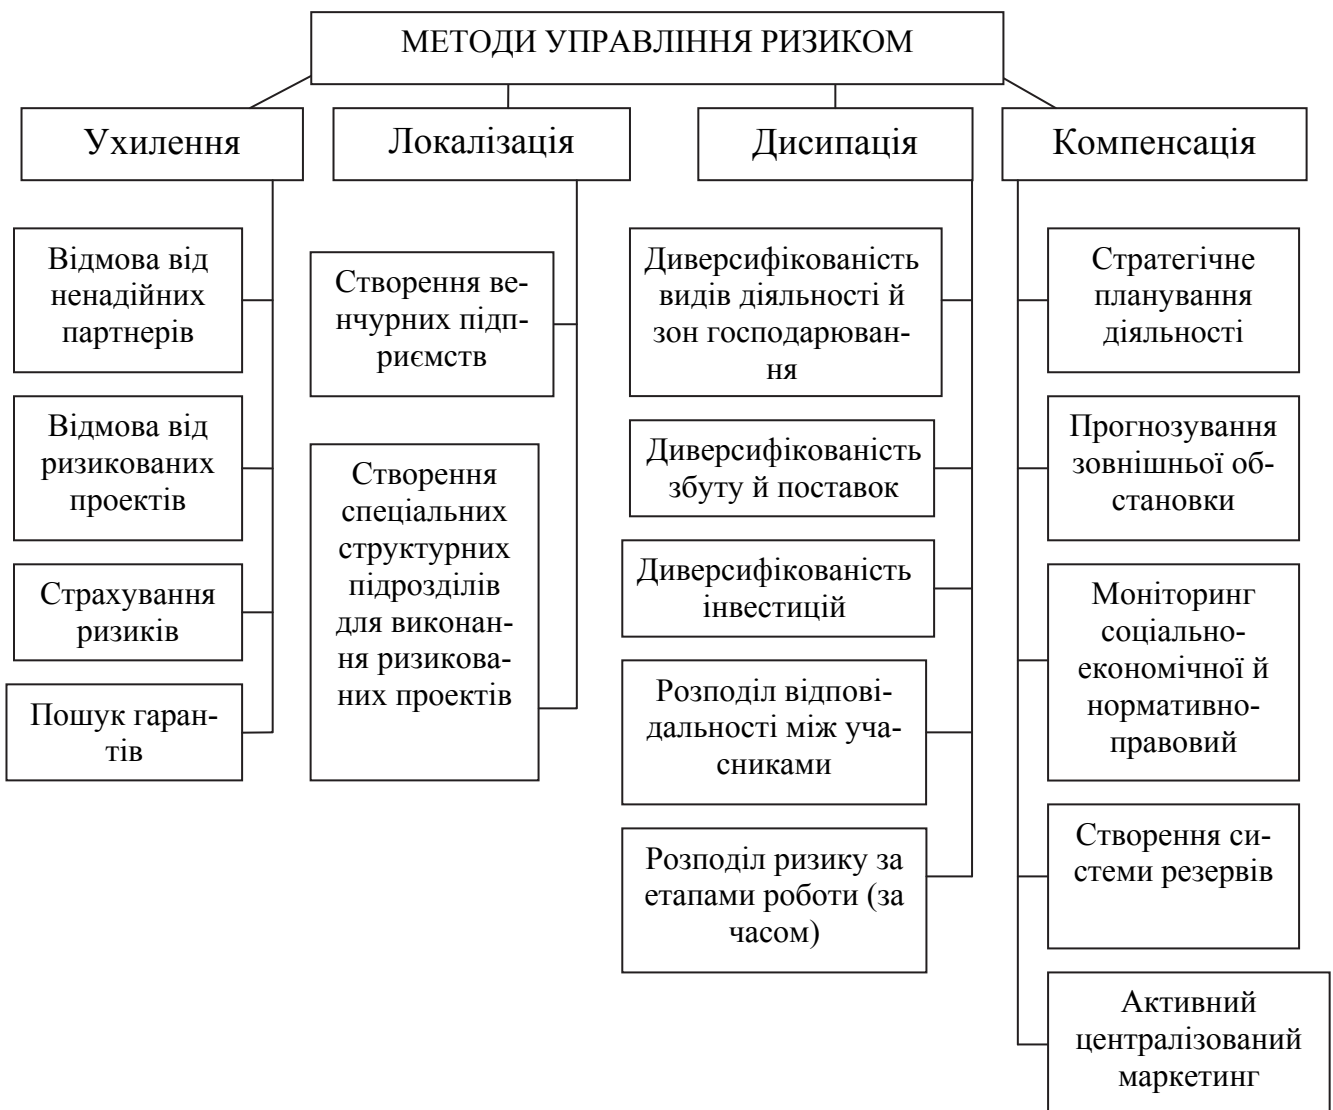 МЕТОДИ УПРАВЛІННЯ РИЗИКОМ
Ухилення
Локалізація
Дисипація
Компенсація
Відмова від
ненадійних
партнерів
Відмова від
ризикованих
проектів
Страхування
ризиків
Пошук гаран-
тів
Створення ве-
нчурних підп-
риємств
Створення
спеціальних
структурних
підрозділів
для виконан-
ня ризикова-
них проектів
Диверсифікованість
видів діяльності й
зон господарюван-
ня
Диверсифікованість
збуту й поставок
Диверсифікованість
інвестицій
Розподіл відпові-
дальності між уча-
сниками
Розподіл ризику за
етапами роботи (за
часом)
Стратегічне
планування
діяльності
Прогнозування
зовнішньої об-
становки
Моніторинг
соціально-
економічної й
нормативно-
правовий
Створення си-
стеми резервів
Активний
централізований
маркетинг